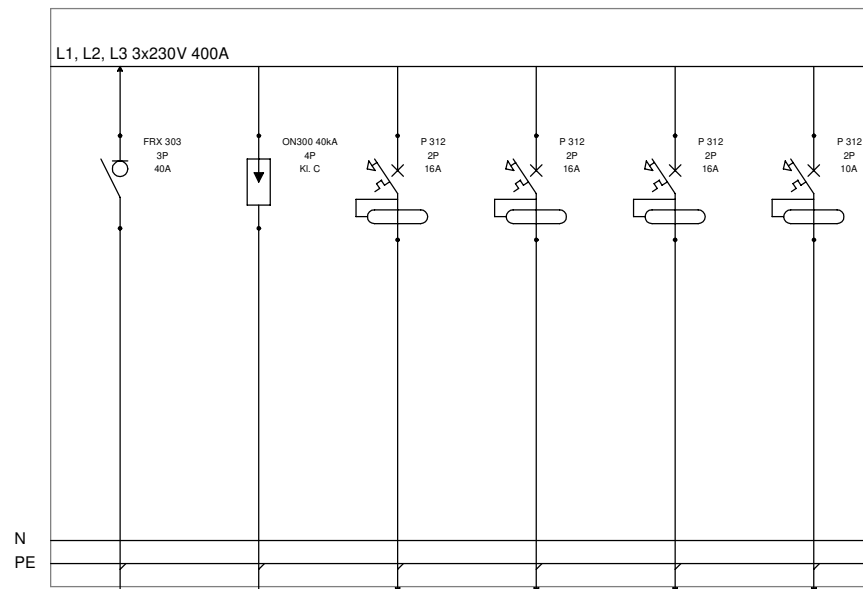 L1, L2, L3 3x230V 400A
FRX 303
3P
40A
ON300 40kA
4P
Kl. C
P 312
2P
16A
P 312
2P
16A
P 312
2P
16A
P 312
2P
10A
N
PE